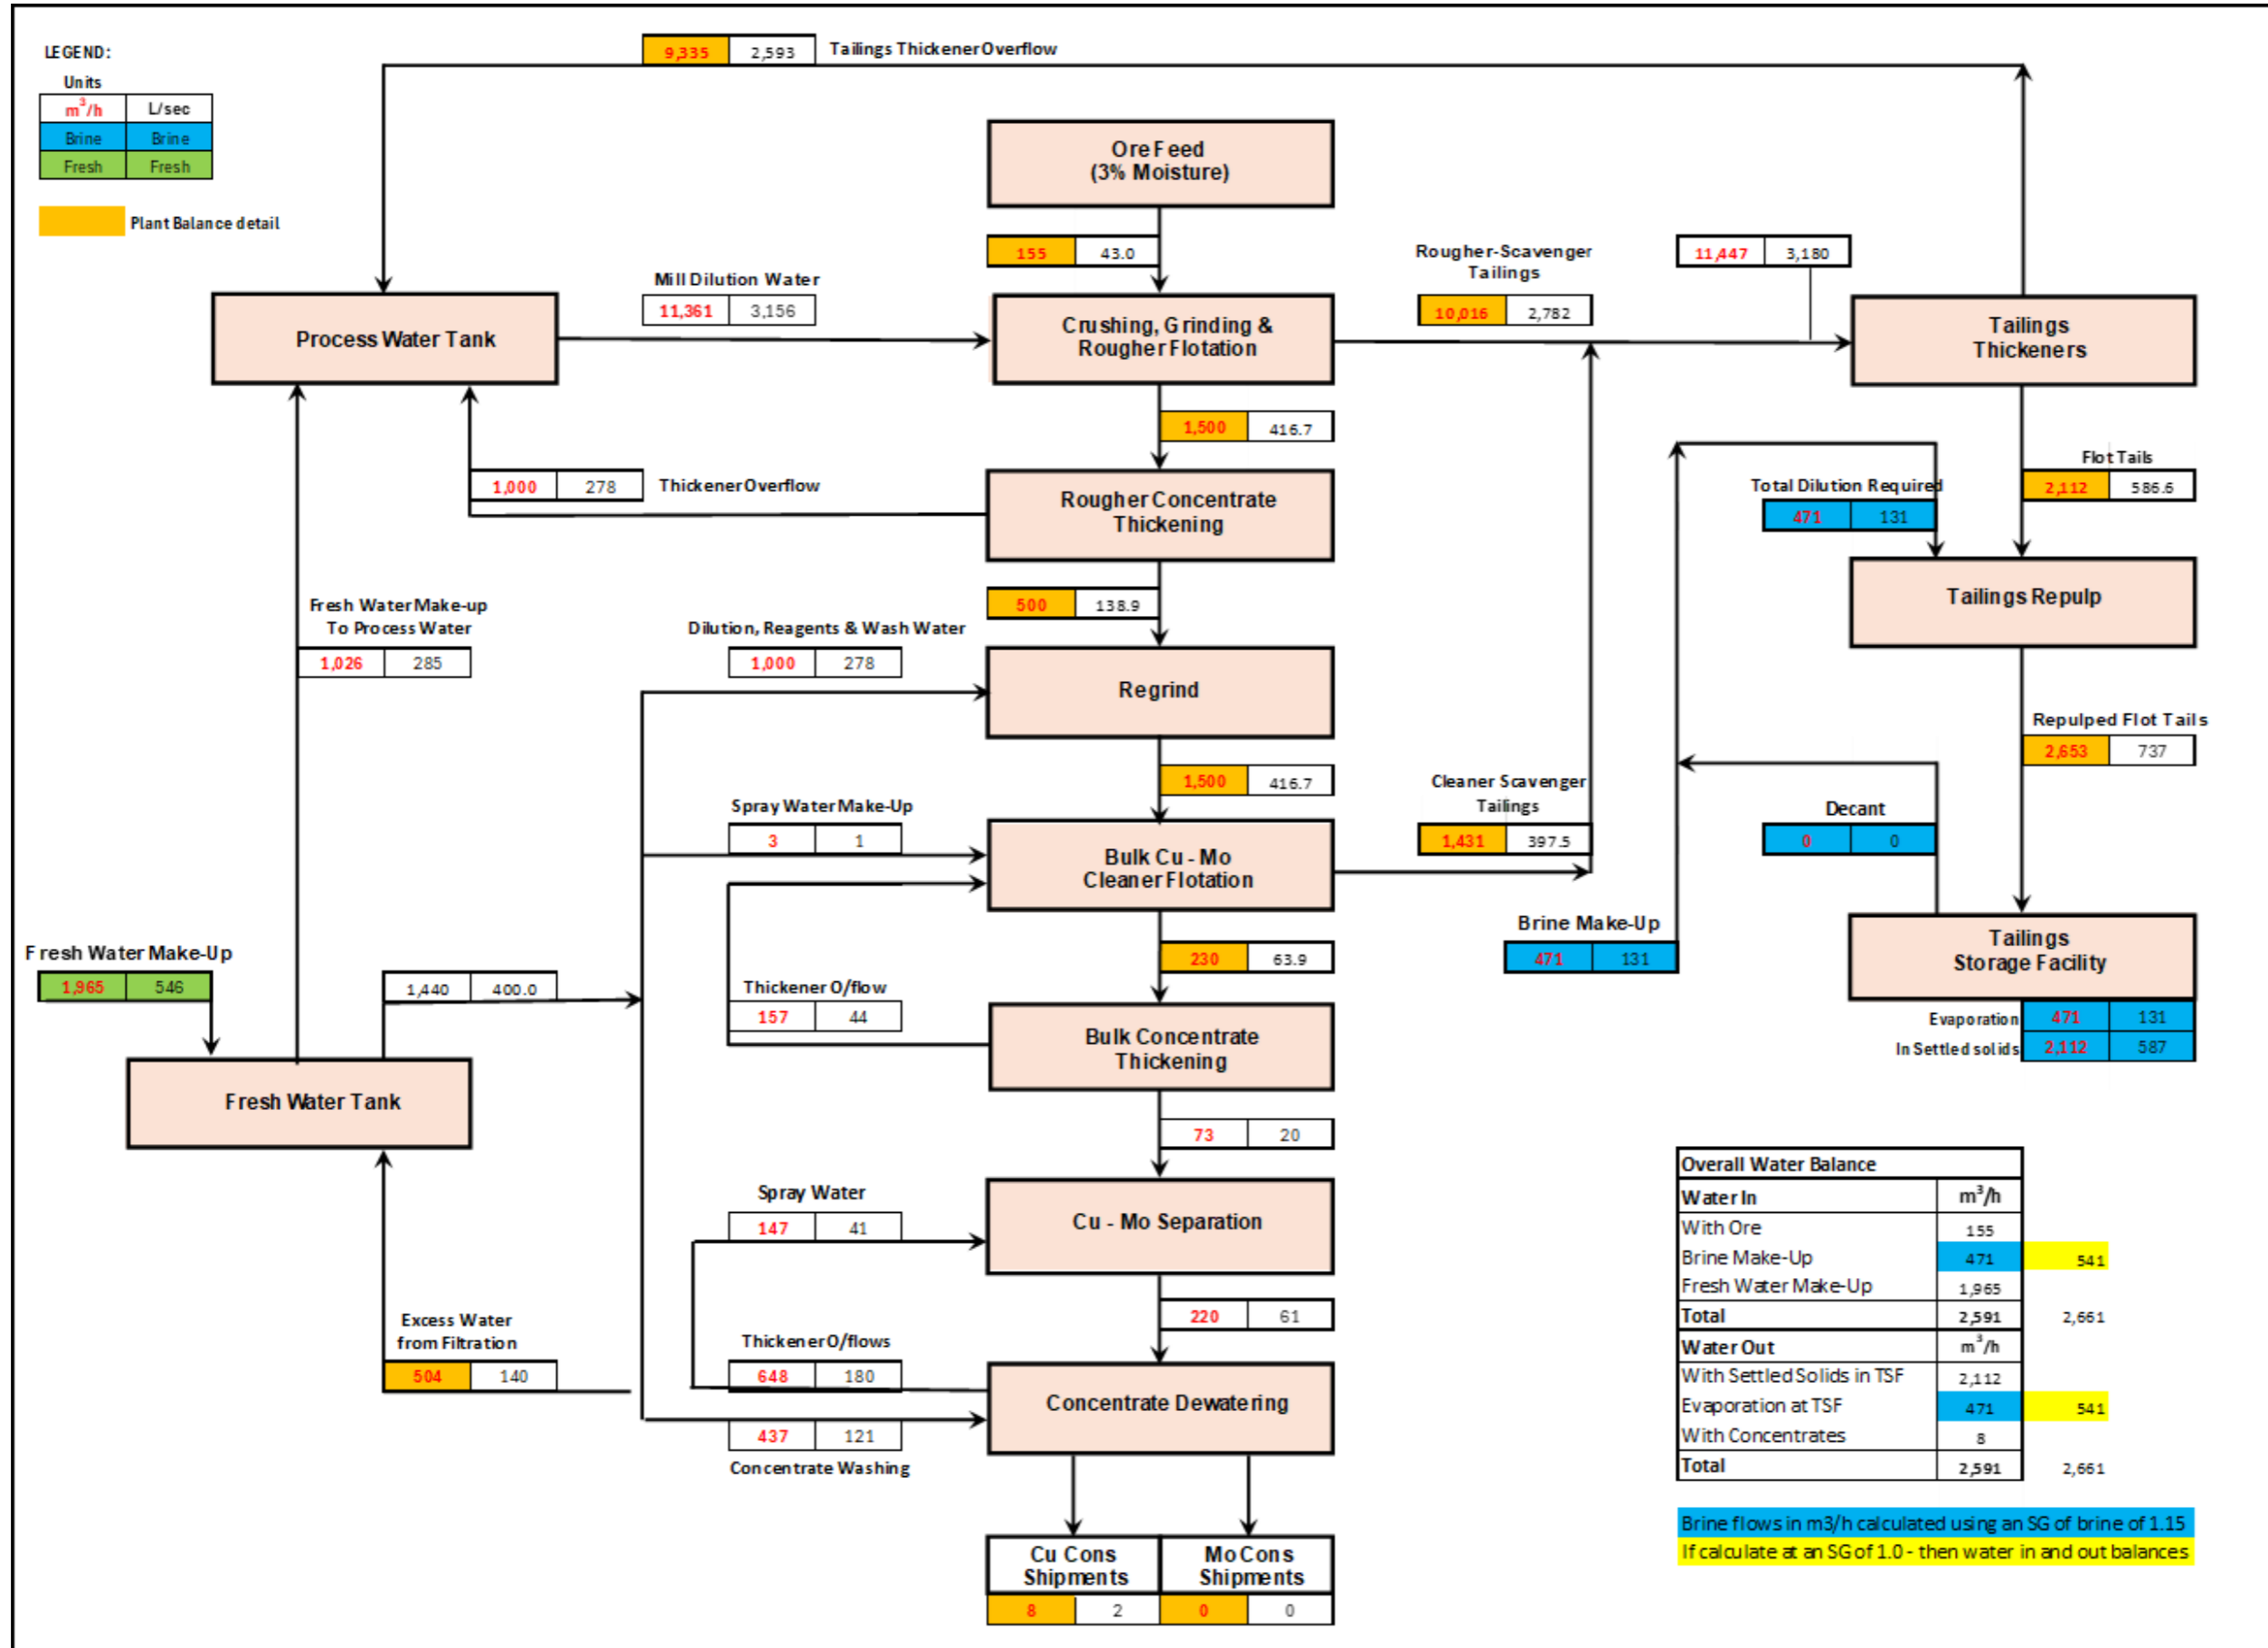 LEGEND:
Units
m³/h L/sec
Brine Brine
Fresh Fresh
Plant Balance detail
9,335 2,593 Tailings Thickener Overflow
Ore Feed
(3% Moisture)
155 43.0
Mill Dilution Water
11,361 3,156
Process Water Tank
Crushing, Grinding &
Rougher Flotation
Rougher-Scavenger
Tailings
10,016 2,782
11,447 3,180
Tailings
Thickeners
1,500 416.7
1,000 278 Thickener Overflow
Rougher Concentrate
Thickening
Flot Tails
2,112 586.6
Total Dilution Required
471 131
500 138.9
Tailings Repulp
Fresh Water Make-up
To Process Water
1,026 285
Dilution, Reagents & Wash Water
1,000 278
Regrind
Repulped Flot Tails
2,653 737
1,500 416.7
Spray Water Make-Up
3 1
Bulk Cu - Mo
Cleaner Flotation
Cleaner Scavenger
Tailings
1,431 397.5
Decant
0 0
Brine Make-Up
471 131
Tailings
Storage Facility
Evaporation 471 131
In Settled solids 2,112 587
Fresh Water Make-Up
1,965 546
1,440 400.0
Fresh Water Tank
230 63.9
Thickener O/flow
157 44
Bulk Concentrate
Thickening
73 20
Spray Water
147 41
Cu - Mo Separation
220 61
Excess Water
from Filtration
504 140
Thickener O/flows
648 180
Concentrate Dewatering
437 121
Concentrate Washing
Cu Cons
Shipments
8 2
Mo Cons
Shipments
0 0
Overall Water Balance
Water In m³/h
With Ore 155
Brine Make-Up 471 541
Fresh Water Make-Up 1,965
Total 2,591 2,661
Water Out m³/h
With Settled Solids in TSF 2,112
Evaporation at TSF 471 541
With Concentrates 8
Total 2,591 2,661
Brine flows in m3/h calculated using an SG of brine of 1.15
If calculate at an SG of 1.0 - then water in and out balances